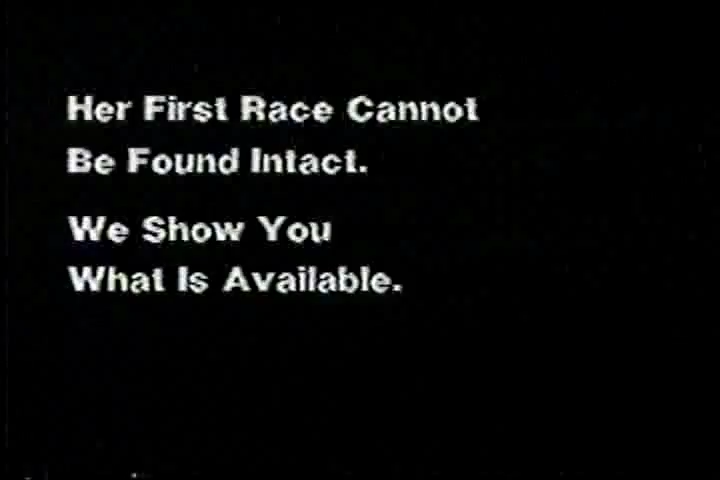 Her First Race Cannot
Be Found Intact.
We Show You
What Is Available.